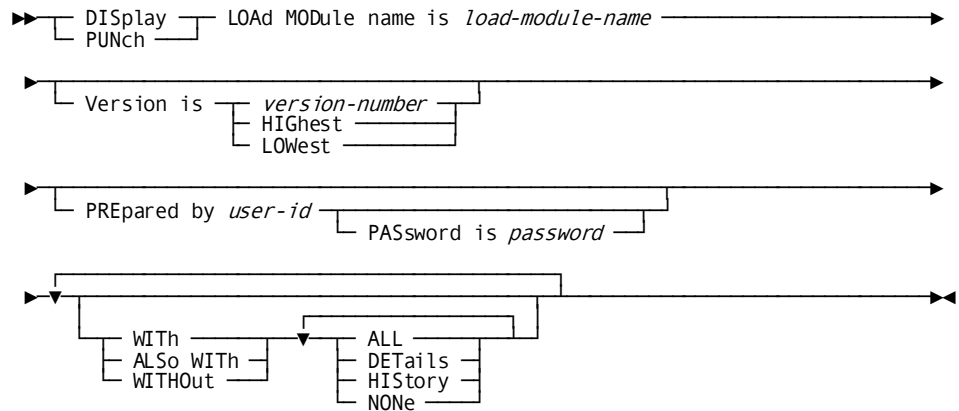 DISplay LOAd MODule name is load-module-name
PUNch
Version is version-number
HIGhest
LOWest
PREpared by user-id
PASsword is password
WITh ALL
ALSo WITh DETails
WITHOut HIStory
NONe